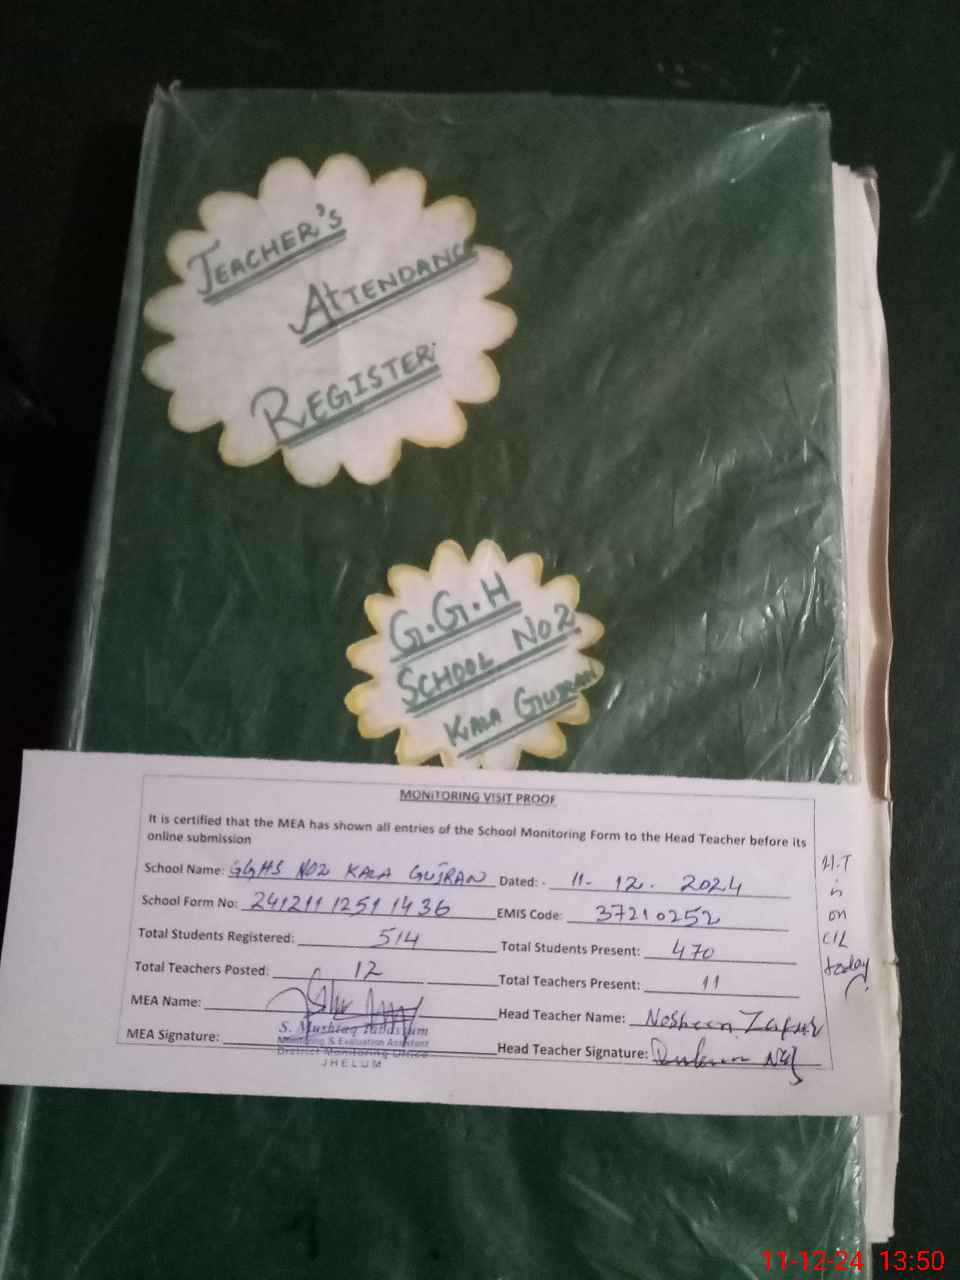 TEACHER'S
ATTENDANC
REGISTER
G.G.H
SCHOOL NO2
KALA GUJRAN
MONITORING VISIT PROOF
It is certified that the MEA has shown all entries of the School Monitoring Form to the Head Teacher before its
online submission
School Name: GGHS NO2 KALA GUJRAN Dated: - 11- 12. 2024
School Form No: 241211 1251 1436 EMIS Code: 37210252
Total Students Registered: 514 Total Students Present: 470
Total Teachers Posted: 12 Total Teachers Present: 11
MEA Name: Head Teacher Name: Nosheen Zafar
MEA Signature: Head Teacher Signature:
S. Mushtaq Tabassum
Monitoring & Evaluation Assistant
District Monitoring Office
JHELUM
H.T
is
on
C/L
today
11-12-24 13:50